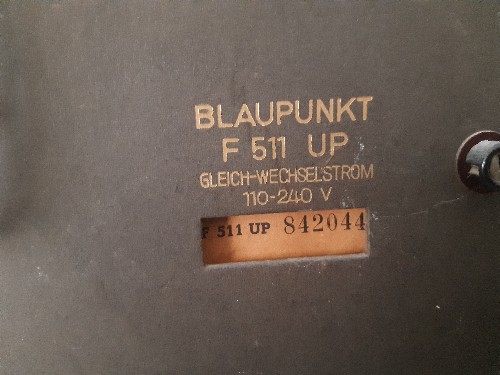 BLAUPUNKT
F 511 UP
GLEICH-WECHSELSTROM
110-240 V
F 511 UP 842044